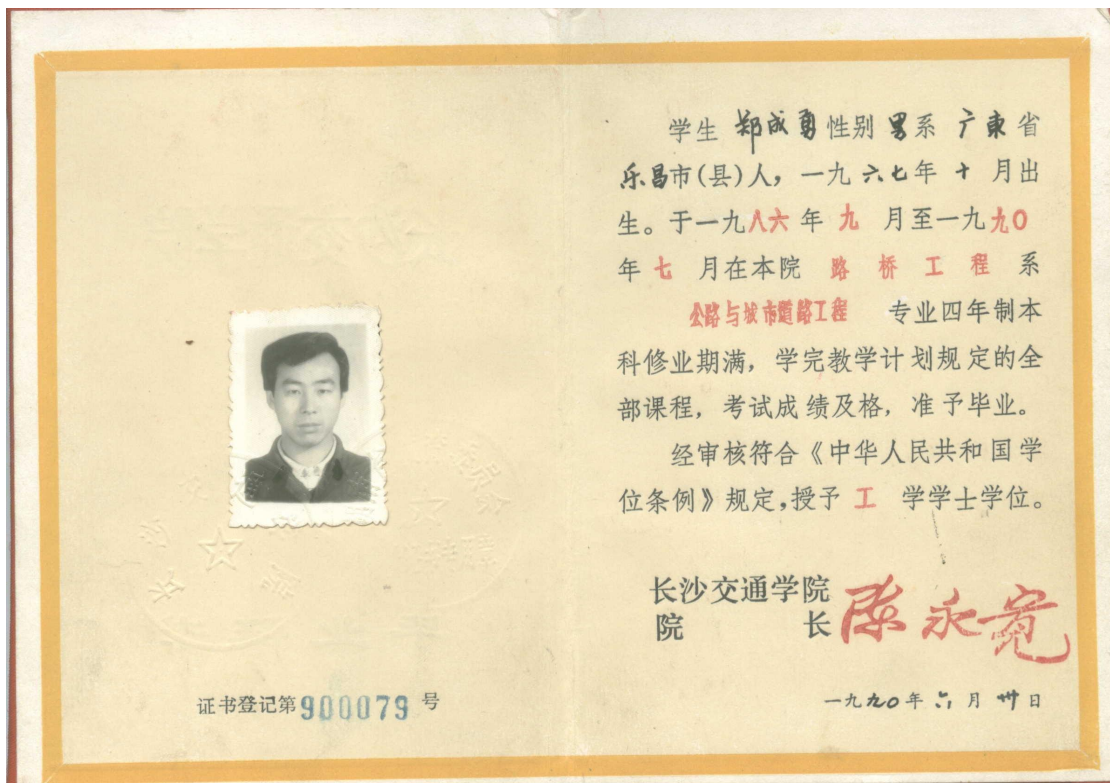 证书登记第900079号
学生 郑成勇 性别 男 系 广东 省
乐昌市(县)人，一九六七年十月出
生。于一九八六年九月至一九九〇
年七月在本院 路桥工程 系
公路与城市道路工程 专业四年制本
科修业期满，学完教学计划规定的全
部课程，考试成绩及格，准予毕业。
经审核符合《中华人民共和国学
位条例》规定，授予 工 学学士学位。
长沙交通学院
院长 陈永宽
一九九〇年六月卅日